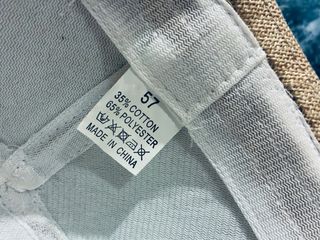 57
35% COTTON
65% POLYESTER
MADE IN CHINA